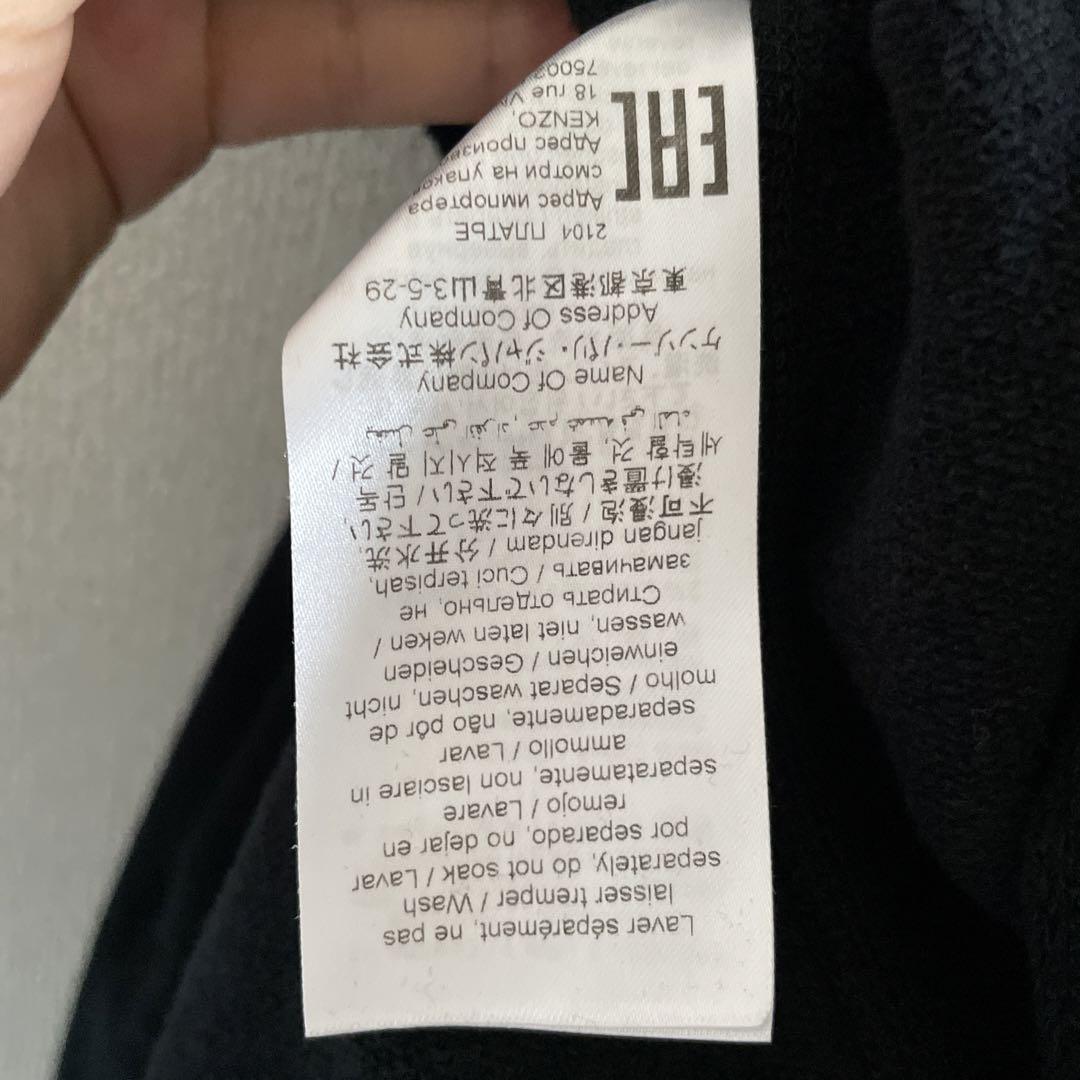 Laver séparément, ne pas
laisser tremper / Wash
separately, do not soak / Lavar
por separado, no dejar en
remojo / Lavare
separatamente, non lasciare in
ammollo / Lavar
separadamente, não pôr de
molho / Separat waschen, nicht
einweichen / Gescheiden
wassen, niet laten weken /
Стирать отдельно, не
замачивать / Cuci terpisah,
jangan direndam / 分开水洗,
不可浸泡 / 別々に洗って下さい,
浸け置きしないで下さい / 단독
세탁할 것, 물에 푹 적시지 말 것 /
Name Of Company
ケンゾー・パリ・ジャパン株式会社
Address Of Company
東京都港区北青山3-5-29
2104 ПЛАТЬЕ
Адрес импортера
смотри на
Адрес
KENZO,
18 rue
EAC